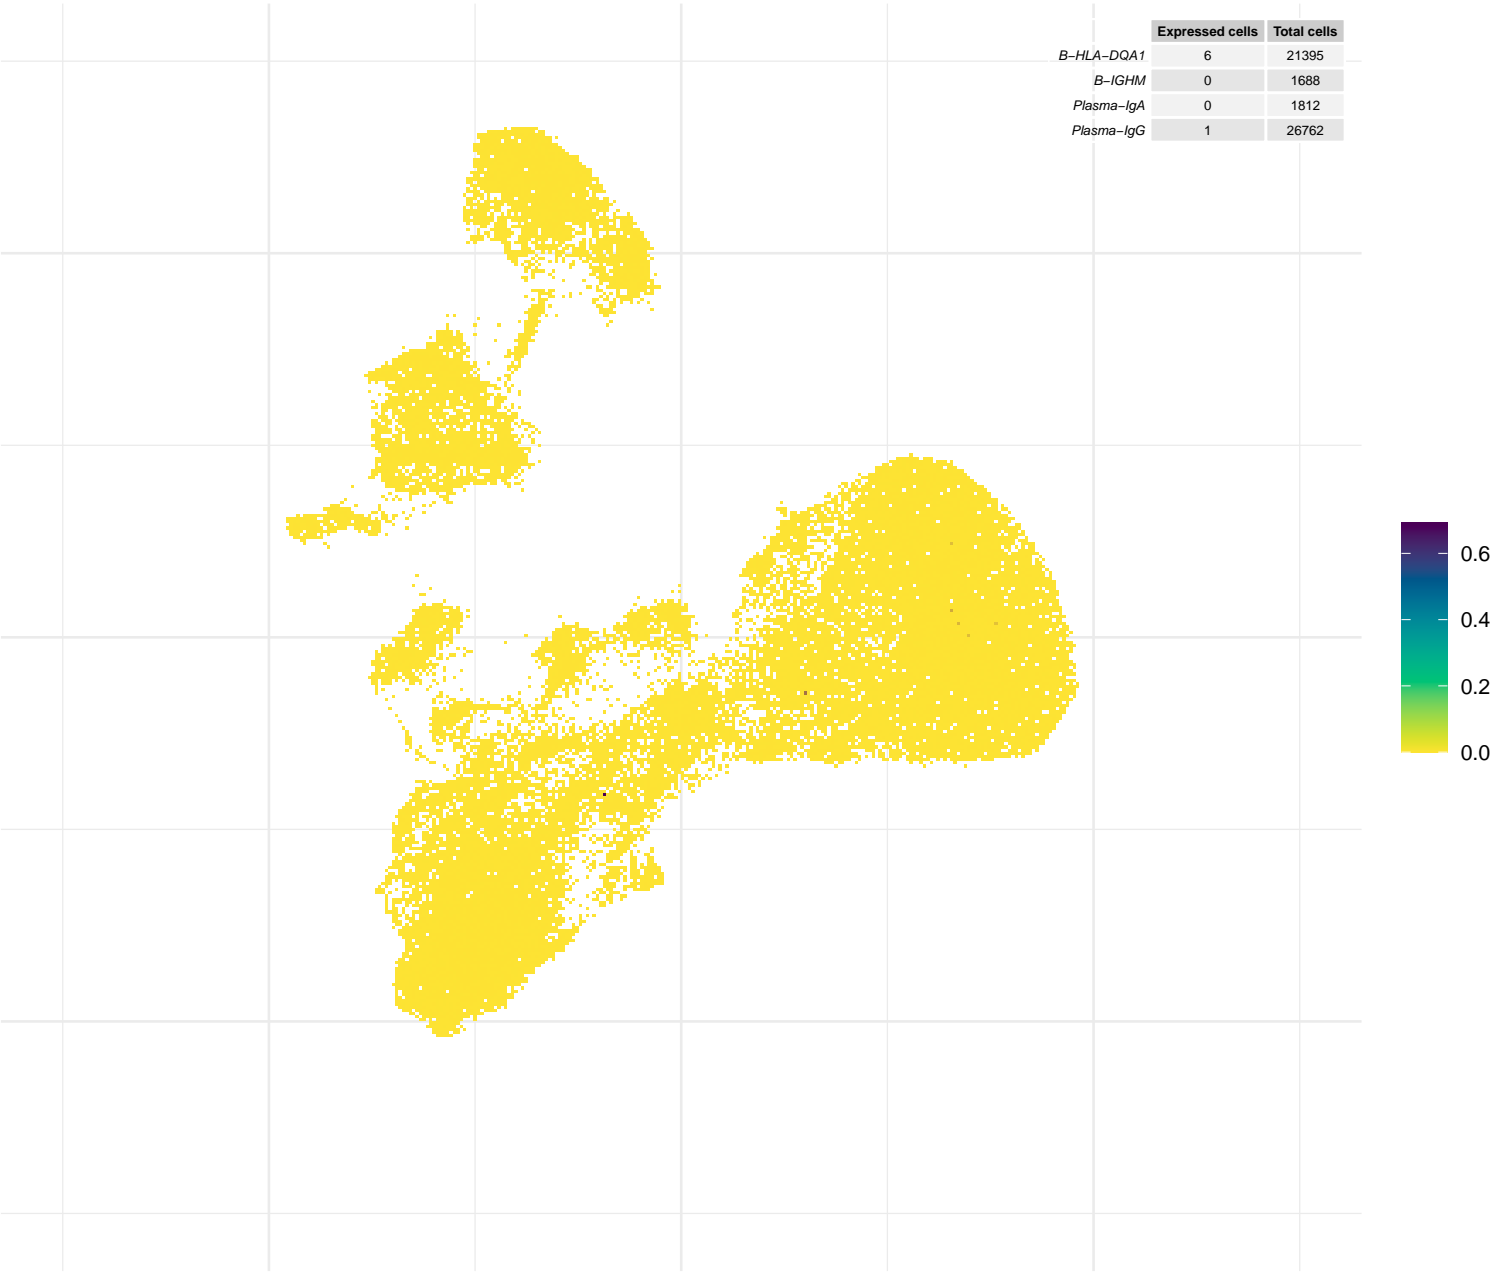 Expressed cells Total cells
B−HLA−DQA1 6 21395
B−IGHM 0 1688
Plasma−IgA 0 1812
Plasma−IgG 1 26762
0.6
0.4
0.2
0.0